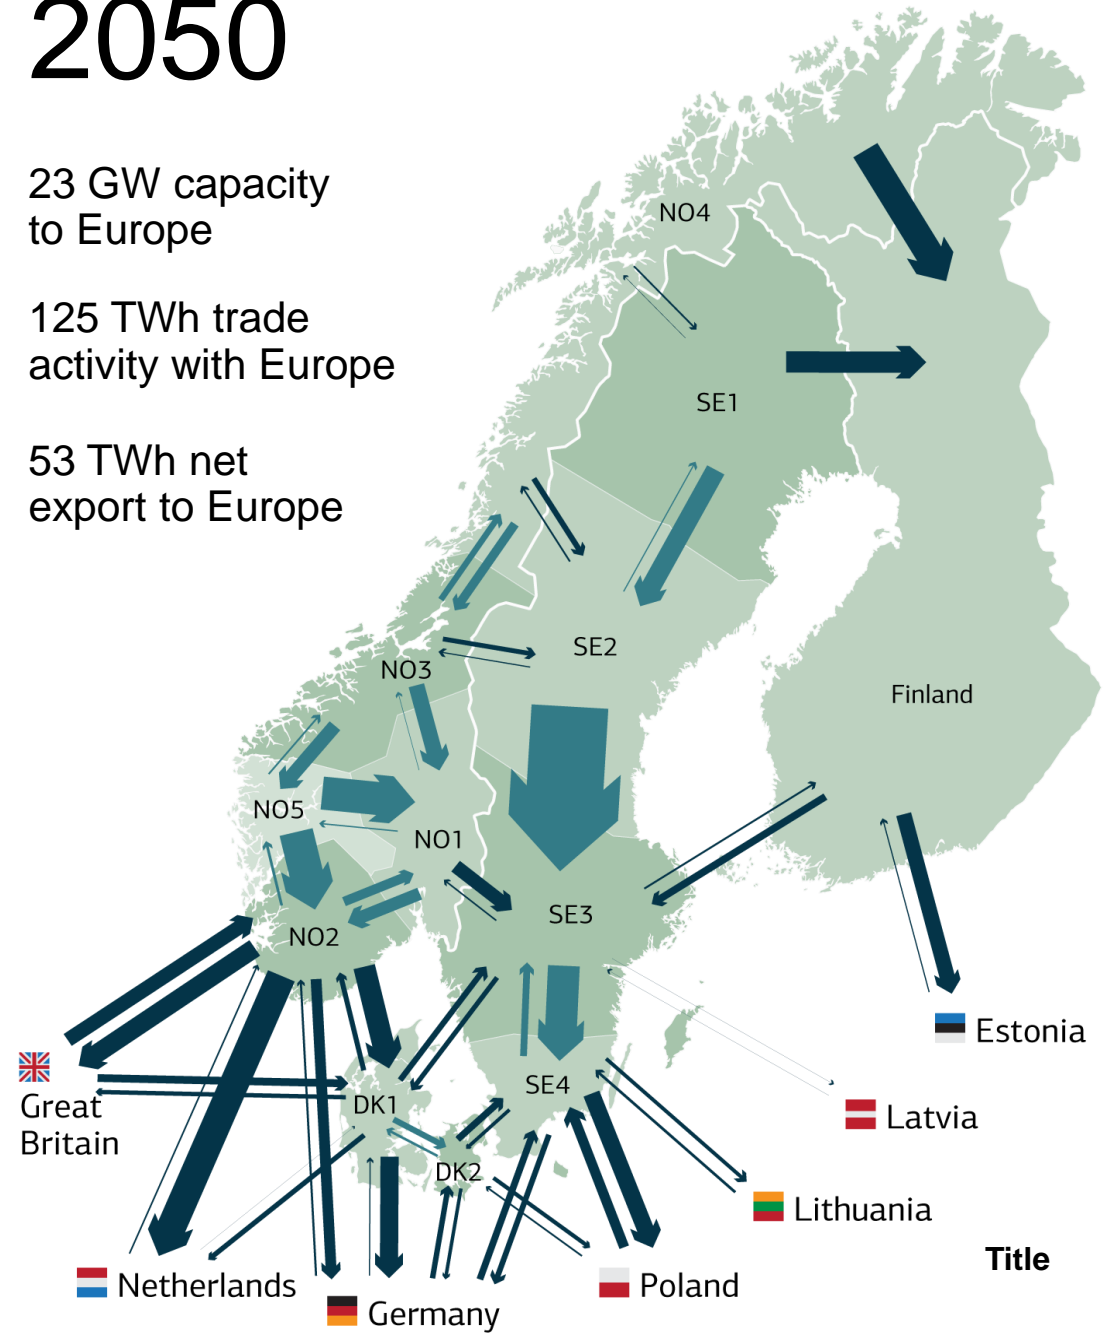 2050
23 GW capacity
to Europe
125 TWh trade
activity with Europe
53 TWh net
export to Europe
NO4
SE1
SE2
NO3
Finland
NO5
NO1
SE3
NO2
Estonia
Great
Britain
SE4
DK1
Latvia
DK2
Lithuania
Title
Netherlands
Poland
Germany